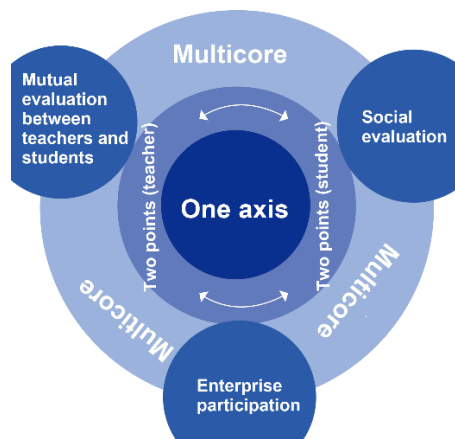 Multicore
Mutual
evaluation
between
teachers and
students
Social
evaluation
Two points (teacher)
One axis
Two points (student)
Multicore
Multicore
Enterprise
participation